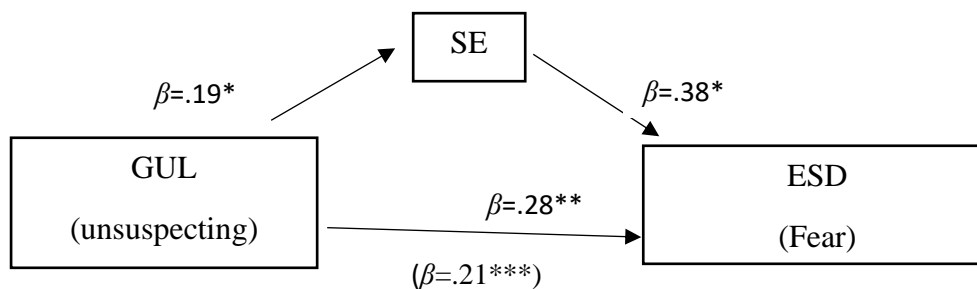 SE
β=.19*
β=.38*
GUL
(unsuspecting)
ESD
(Fear)
β=.28**
(β=.21***)